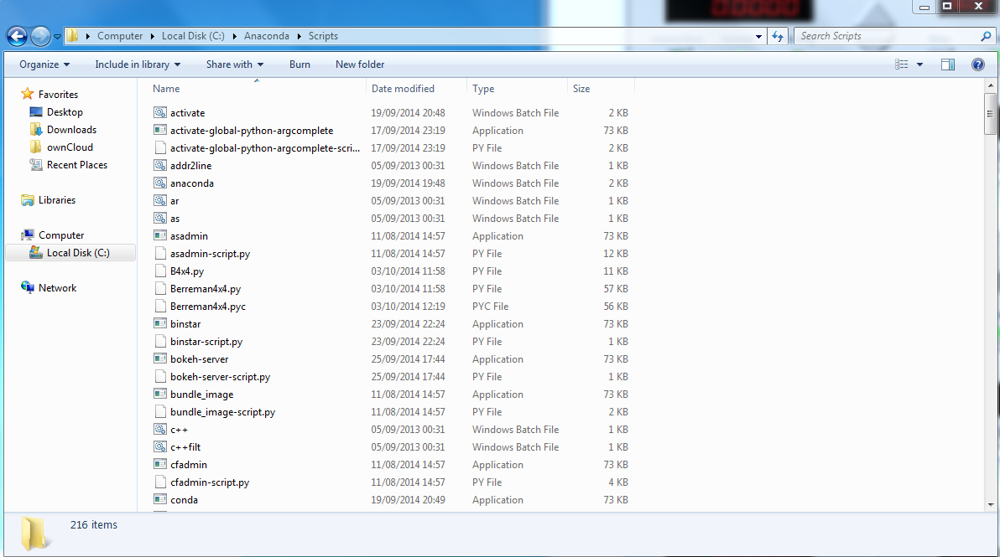 Computer Local Disk (C:) Anaconda Scripts Search Scripts
Organize Include in library Share with Burn New folder
Favorites
Desktop
Downloads
ownCloud
Recent Places
Libraries
Computer
Local Disk (C:)
Network
Name Date modified Type Size
activate 19/09/2014 20:48 Windows Batch File 2 KB
activate-global-python-argcomplete 17/09/2014 23:19 Application 73 KB
activate-global-python-argcomplete-scri... 17/09/2014 23:19 PY File 2 KB
addr2line 05/09/2013 00:31 Windows Batch File 1 KB
anaconda 19/09/2014 19:48 Windows Batch File 2 KB
ar 05/09/2013 00:31 Windows Batch File 1 KB
as 05/09/2013 00:31 Windows Batch File 1 KB
asadmin 11/08/2014 14:57 Application 73 KB
asadmin-script.py 11/08/2014 14:57 PY File 12 KB
B4x4.py 03/10/2014 11:58 PY File 11 KB
Berreman4x4.py 03/10/2014 11:58 PY File 57 KB
Berreman4x4.pyc 03/10/2014 12:19 PYC File 56 KB
binstar 23/09/2014 22:24 Application 73 KB
binstar-script.py 23/09/2014 22:24 PY File 1 KB
bokeh-server 25/09/2014 17:44 Application 73 KB
bokeh-server-script.py 25/09/2014 17:44 PY File 1 KB
bundle_image 11/08/2014 14:57 Application 73 KB
bundle_image-script.py 11/08/2014 14:57 PY File 2 KB
c++ 05/09/2013 00:31 Windows Batch File 1 KB
c++filt 05/09/2013 00:31 Windows Batch File 1 KB
cfadmin 11/08/2014 14:57 Application 73 KB
cfadmin-script.py 11/08/2014 14:57 PY File 4 KB
conda 19/09/2014 20:49 Application 73 KB
216 items